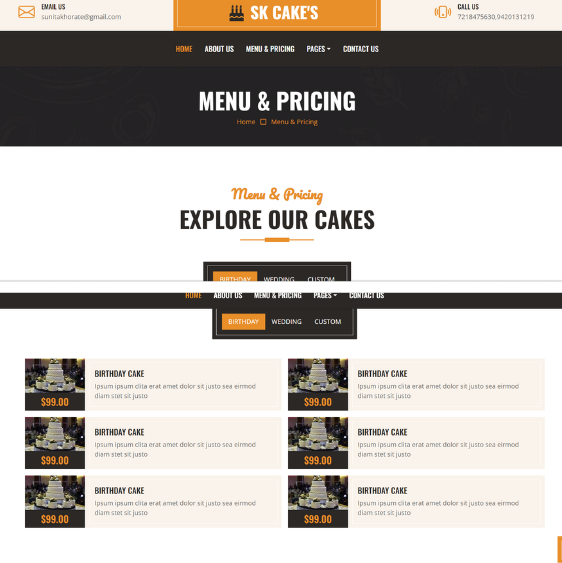 EMAIL US
sunitakhorate@gmail.com
SK CAKE'S
CALL US
7218475630,9420131219
HOME ABOUT US MENU & PRICING PAGES CONTACT US
MENU & PRICING
Home Menu & Pricing
Menu & Pricing
EXPLORE OUR CAKES
BIRTHDAY WEDDING CUSTOM
HOME ABOUT US MENU & PRICING PAGES CONTACT US
BIRTHDAY WEDDING CUSTOM
BIRTHDAY CAKE
Ipsum ipsum clita erat amet dolor sit justo sea eirmod
diam stet sit justo
$99.00
BIRTHDAY CAKE
Ipsum ipsum clita erat amet dolor sit justo sea eirmod
diam stet sit justo
$99.00
BIRTHDAY CAKE
Ipsum ipsum clita erat amet dolor sit justo sea eirmod
diam stet sit justo
$99.00
BIRTHDAY CAKE
Ipsum ipsum clita erat amet dolor sit justo sea eirmod
diam stet sit justo
$99.00
BIRTHDAY CAKE
Ipsum ipsum clita erat amet dolor sit justo sea eirmod
diam stet sit justo
$99.00
BIRTHDAY CAKE
Ipsum ipsum clita erat amet dolor sit justo sea eirmod
diam stet sit justo
$99.00